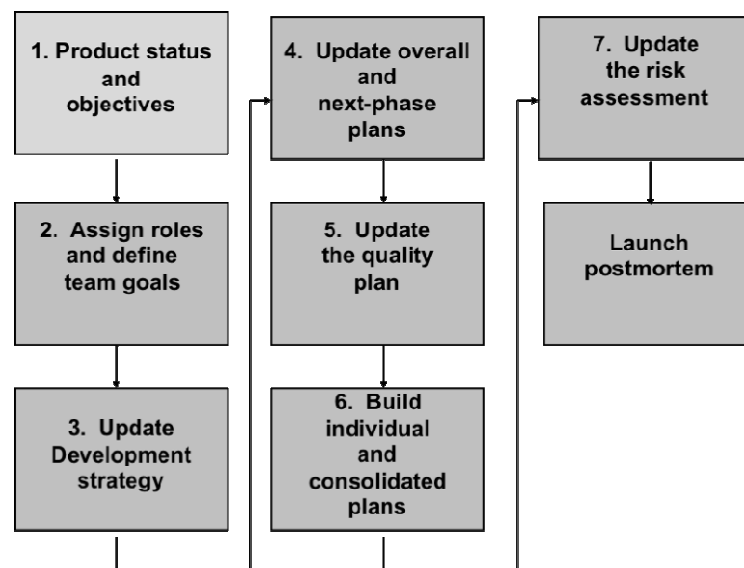 1. Product status
and
objectives
2. Assign roles
and define
team goals
3. Update
Development
strategy
4. Update overall
and
next-phase
plans
5. Update
the quality
plan
6. Build
individual
and
consolidated
plans
7. Update
the risk
assessment
Launch
postmortem